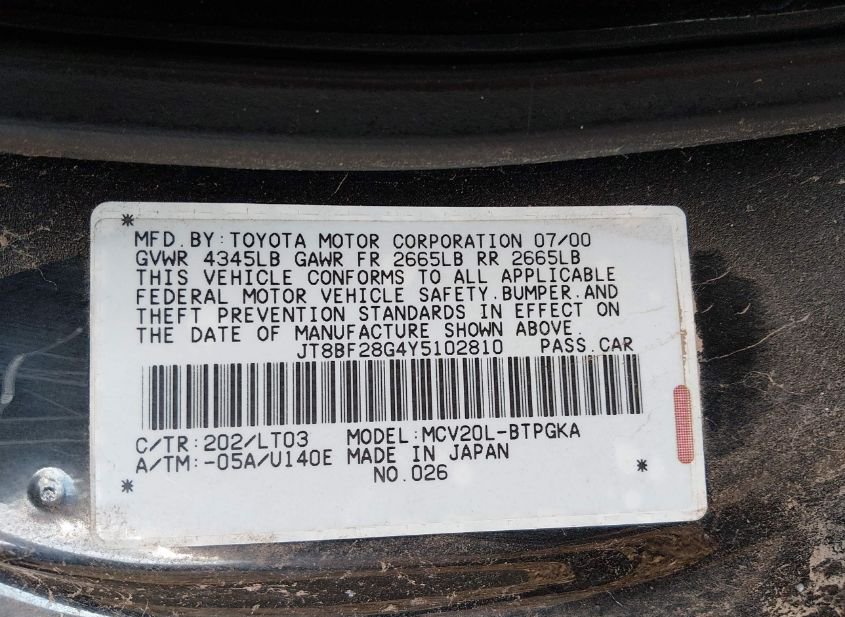 MFD.BY:TOYOTA MOTOR CORPORATION 07/00
GVWR 4345LB GAWR FR 2665LB RR 2665LB
THIS VEHICLE CONFORMS TO ALL APPLICABLE
FEDERAL MOTOR VEHICLE SAFETY.BUMPER.AND
THEFT PREVENTION STANDARDS IN EFFECT ON
THE DATE OF MANUFACTURE SHOWN ABOVE.
JT8BF28G4Y5102810 PASS.CAR
C/TR:202/LT03 MODEL:MCV20L-BTPGKA
A/TM:-05A/U140E MADE IN JAPAN
NO.026